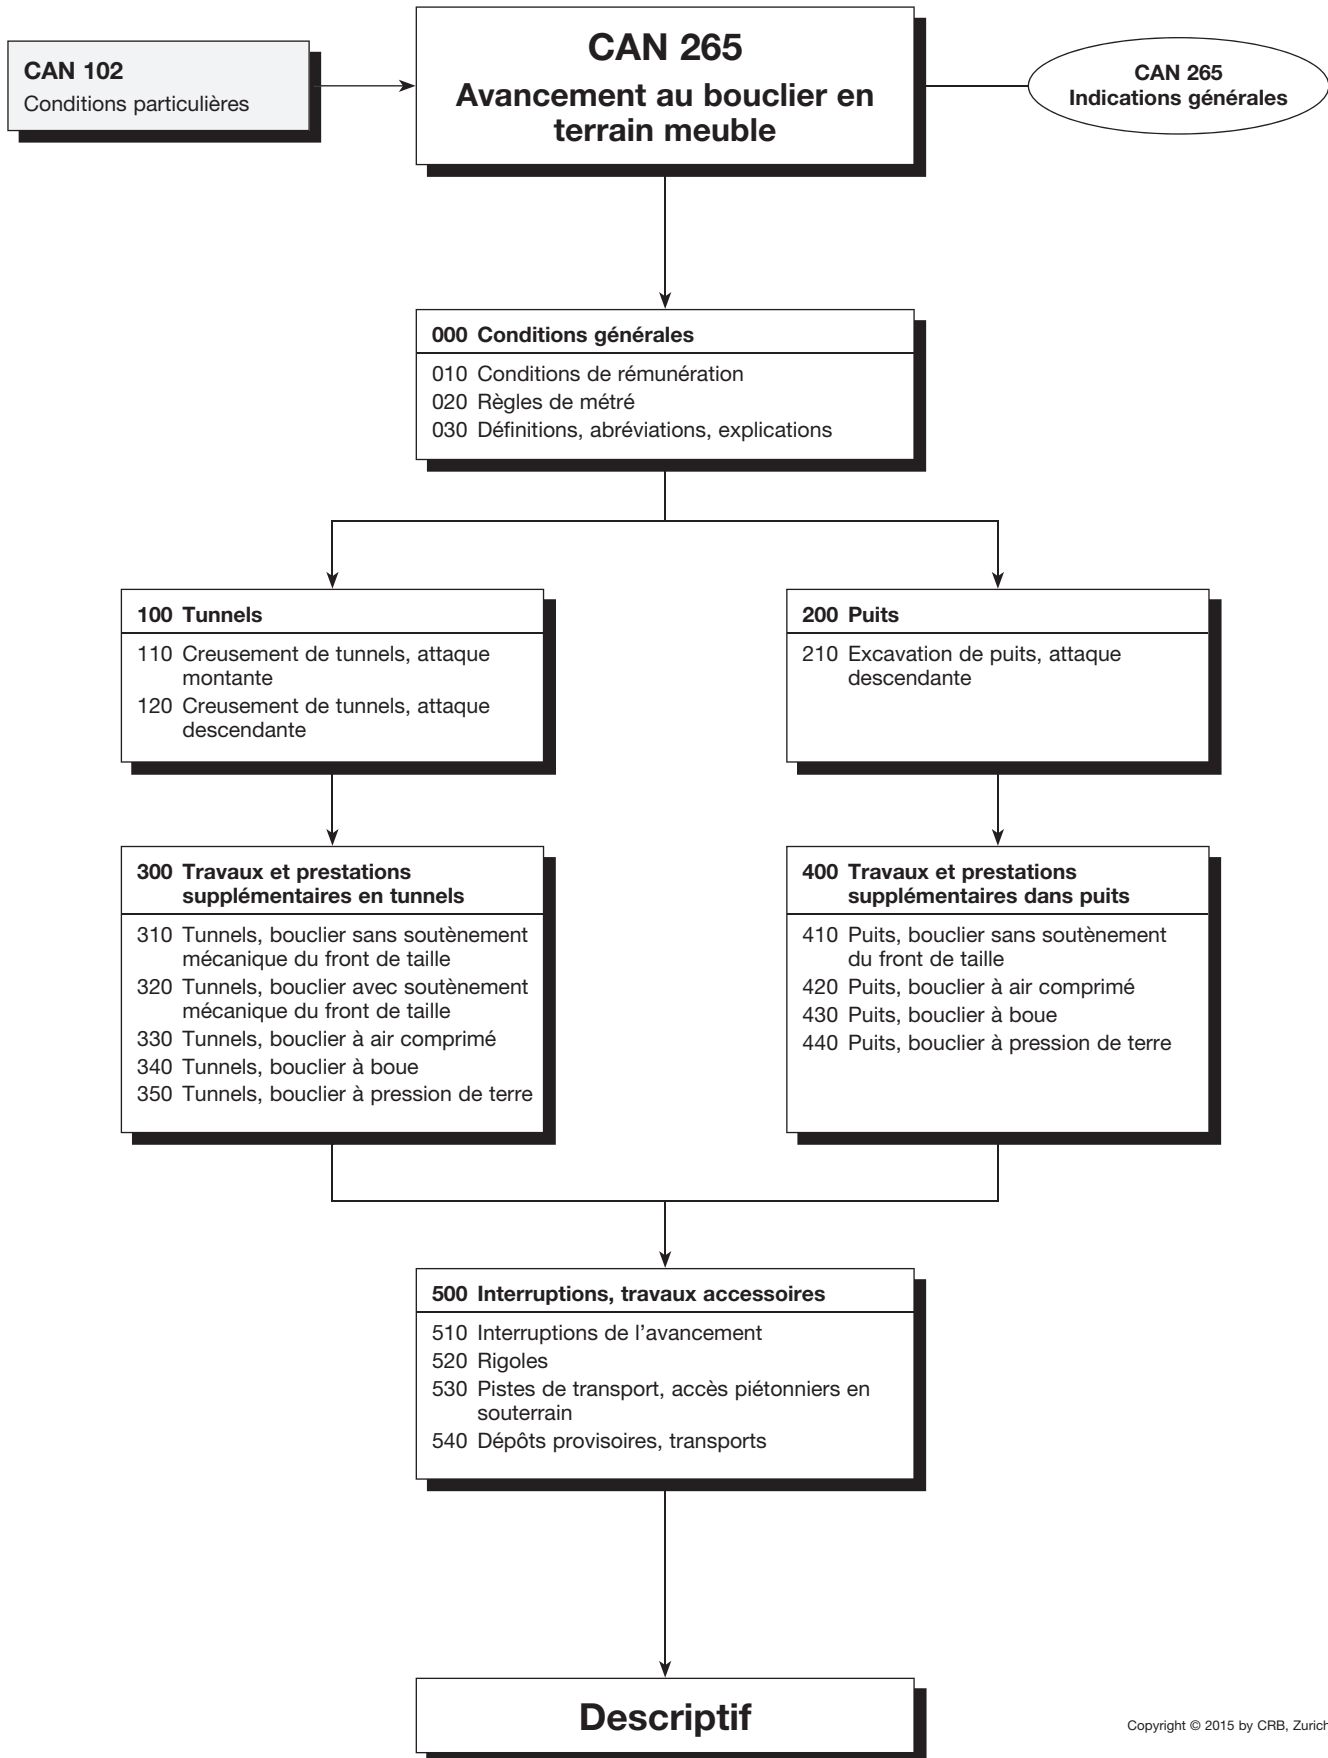 CAN 102
Conditions particulières
CAN 265
Avancement au bouclier en
terrain meuble
CAN 265
Indications générales
000 Conditions générales
010 Conditions de rémunération
020 Règles de métré
030 Définitions, abréviations, explications
100 Tunnels
110 Creusement de tunnels, attaque
montante
120 Creusement de tunnels, attaque
descendante
200 Puits
210 Excavation de puits, attaque
descendante
300 Travaux et prestations
supplémentaires en tunnels
310 Tunnels, bouclier sans soutènement
mécanique du front de taille
320 Tunnels, bouclier avec soutènement
mécanique du front de taille
330 Tunnels, bouclier à air comprimé
340 Tunnels, bouclier à boue
350 Tunnels, bouclier à pression de terre
400 Travaux et prestations
supplémentaires dans puits
410 Puits, bouclier sans soutènement
du front de taille
420 Puits, bouclier à air comprimé
430 Puits, bouclier à boue
440 Puits, bouclier à pression de terre
500 Interruptions, travaux accessoires
510 Interruptions de l'avancement
520 Rigoles
530 Pistes de transport, accès piétonniers en
souterrain
540 Dépôts provisoires, transports
Descriptif
Copyright © 2015 by CRB, Zurich